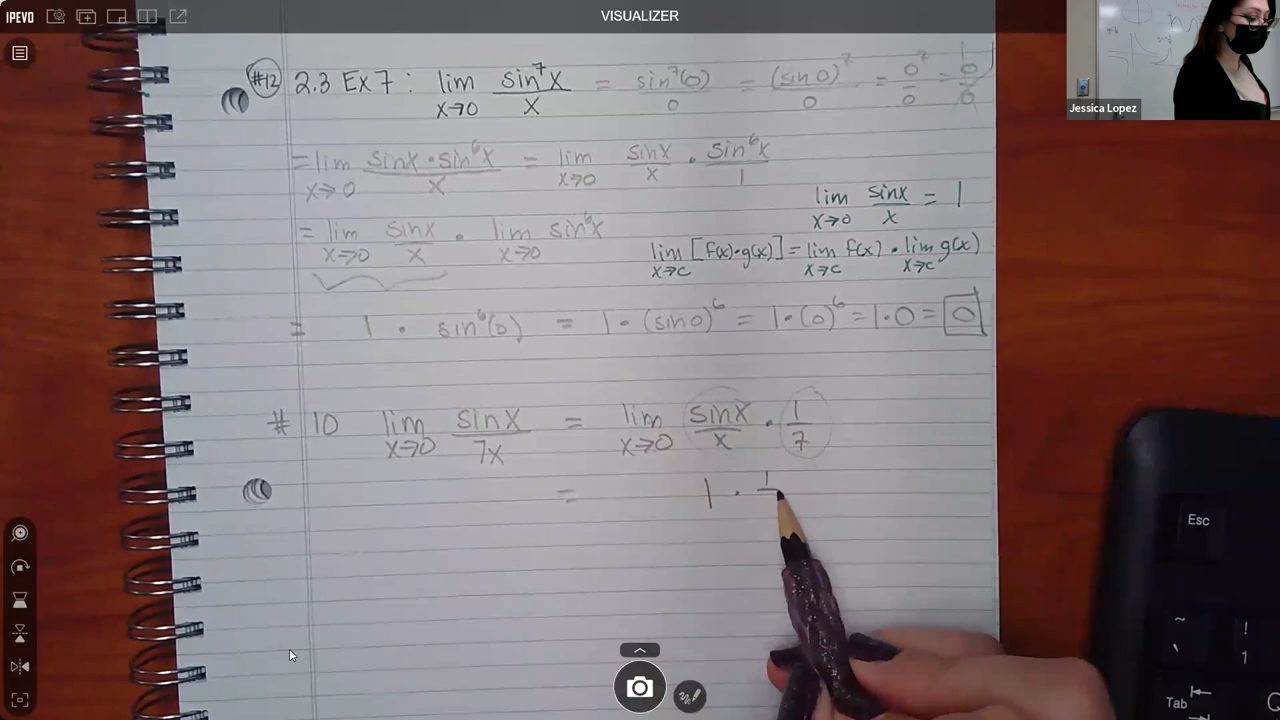 IPEVO
VISUALIZER
Jessica Lopez
#12 2.3 Ex 7 : lim x→0 sin⁷x / x = sin⁷(0) / 0 = (sin 0)⁷ / 0 = 0⁷ / 0 = 0 / 0
= lim x→0 sinx · sin⁶x / x = lim x→0 sinx / x · sin⁶x / 1
lim x→0 sinx / x = 1
= lim x→0 sinx / x · lim x→0 sin⁶x
lim x→c [f(x)·g(x)] = lim x→c f(x) · lim x→c g(x)
= 1 · sin⁶(0) = 1 · (sin 0)⁶ = 1 · (0)⁶ = 1 · 0 = 0
# 10 lim x→0 sinx / 7x = lim x→0 sinx / x · 1 / 7
= 1 · 1 /
Esc
~ `
! 1
Tab